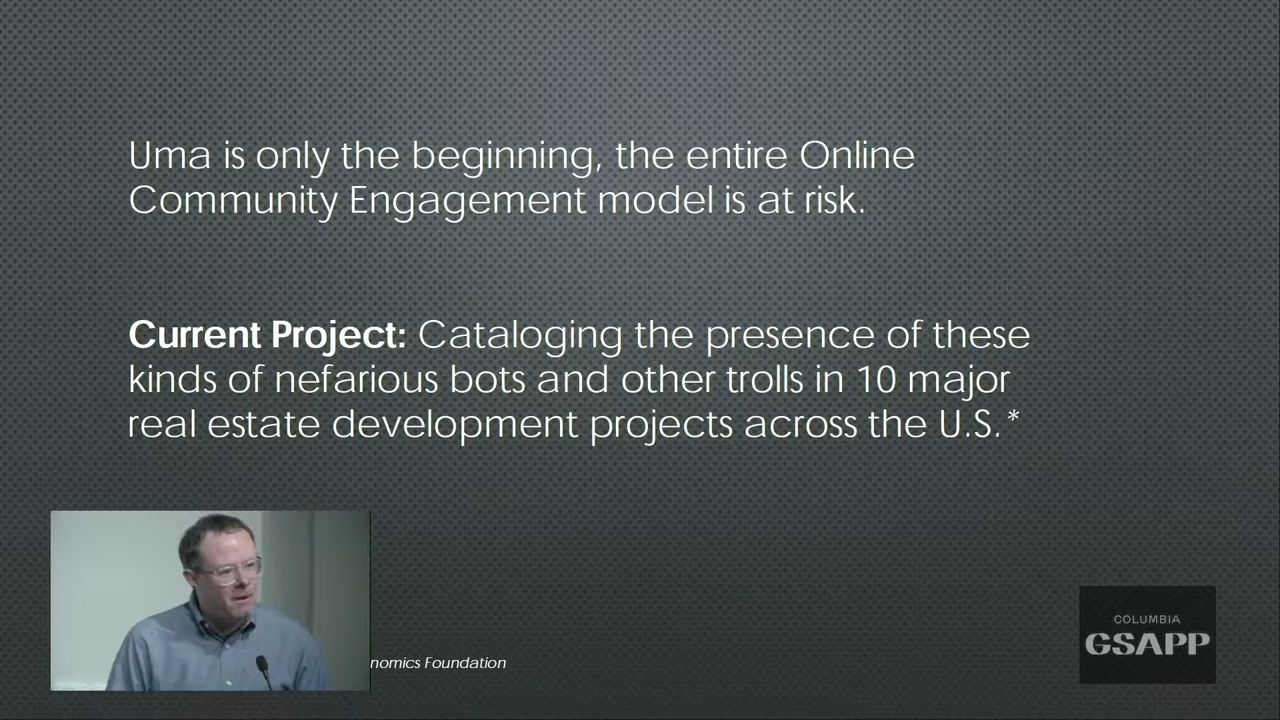 Uma is only the beginning, the entire Online
Community Engagement model is at risk.
Current Project: Cataloging the presence of these
kinds of nefarious bots and other trolls in 10 major
real estate development projects across the U.S.*
Foundation
COLUMBIA
GSAPP